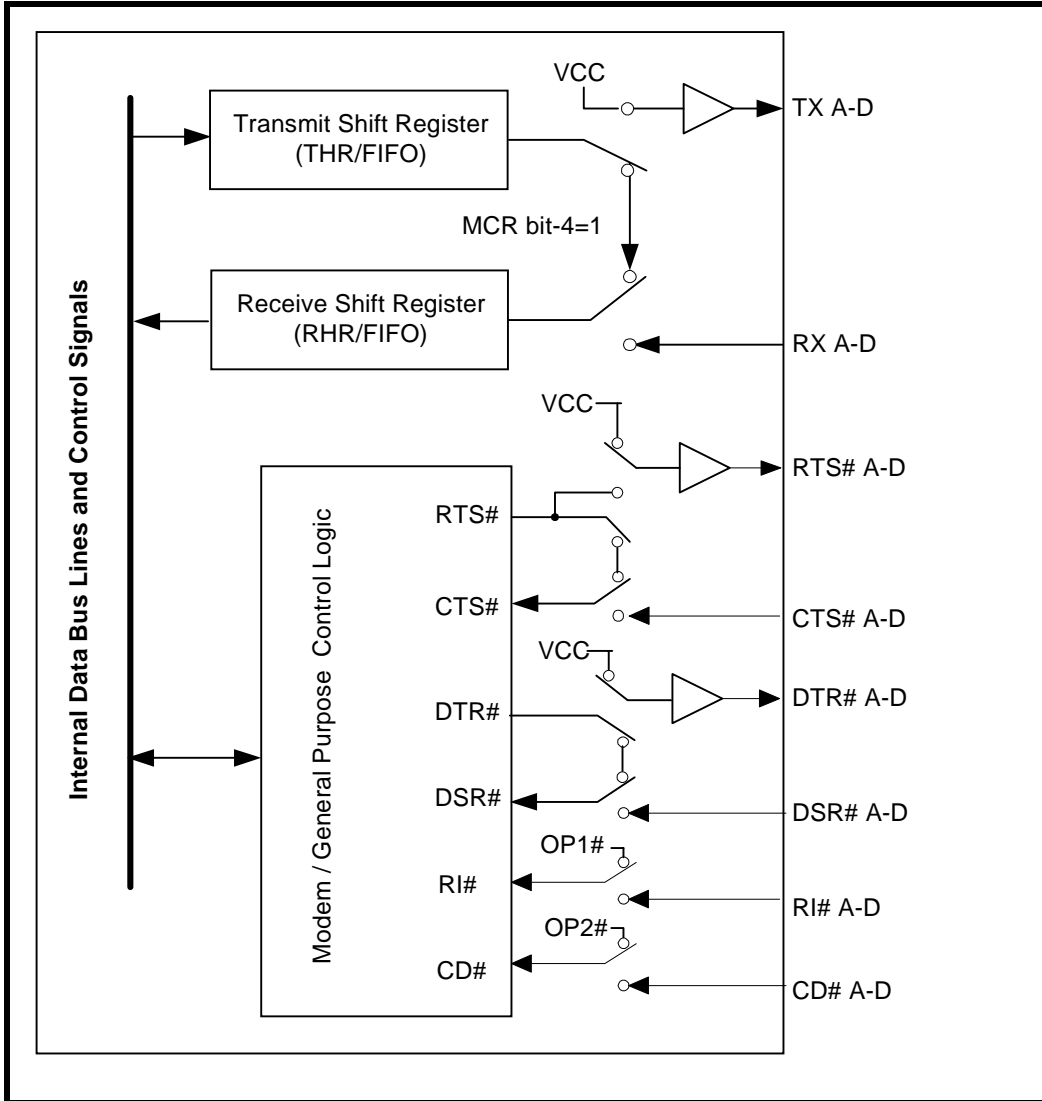 VCC
TX A-D
Transmit Shift Register
(THR/FIFO)
MCR bit-4=1
Receive Shift Register
(RHR/FIFO)
RX A-D
Internal Data Bus Lines and Control Signals
VCC
RTS# A-D
Modem / General Purpose Control Logic
RTS#
CTS#
CTS# A-D
VCC
DTR# A-D
DTR#
DSR#
DSR# A-D
OP1#
RI#
RI# A-D
OP2#
CD#
CD# A-D